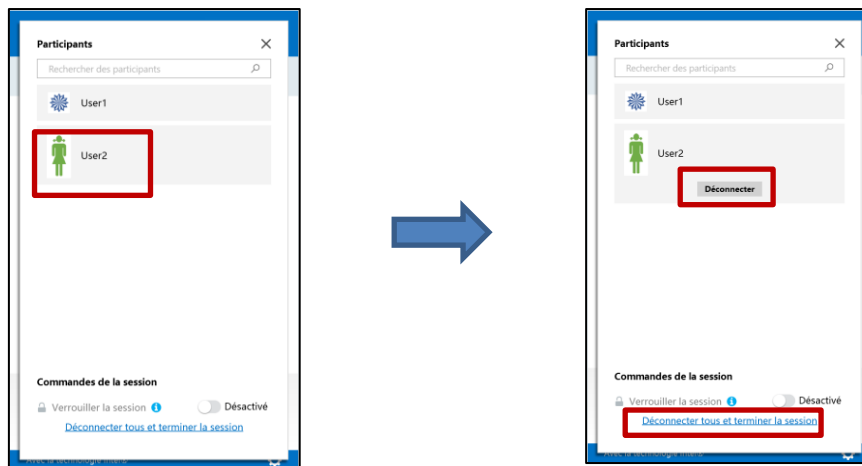 Participants
Rechercher des participants
User1
User2
Commandes de la session
Verrouiller la session
Désactivé
Déconnecter tous et terminer la session
Participants
Rechercher des participants
User1
User2
Déconnecter
Commandes de la session
Verrouiller la session
Désactivé
Déconnecter tous et terminer la session